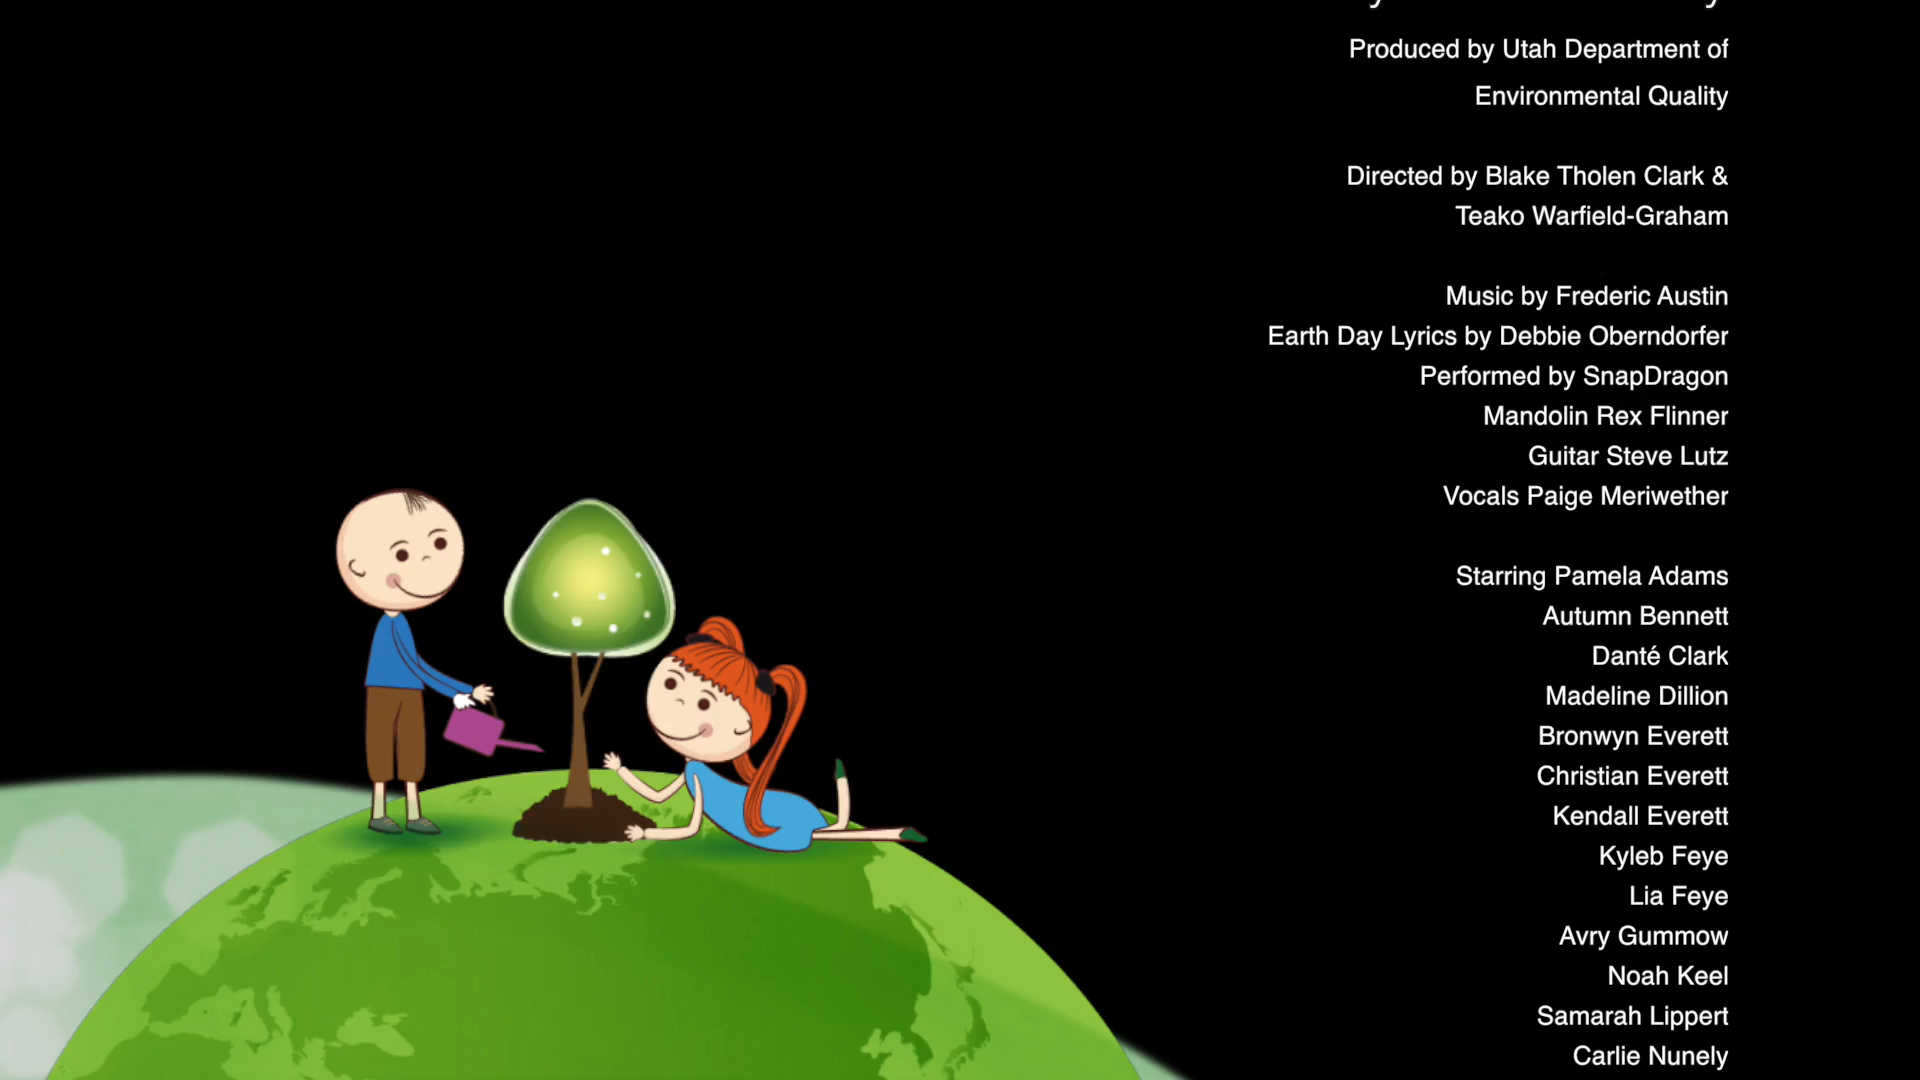 Produced by Utah Department of
Environmental Quality
Directed by Blake Tholen Clark &
Teako Warfield-Graham
Music by Frederic Austin
Earth Day Lyrics by Debbie Oberndorfer
Performed by SnapDragon
Mandolin Rex Flinner
Guitar Steve Lutz
Vocals Paige Meriwether
Starring Pamela Adams
Autumn Bennett
Danté Clark
Madeline Dillion
Bronwyn Everett
Christian Everett
Kendall Everett
Kyleb Feye
Lia Feye
Avry Gummow
Noah Keel
Samarah Lippert
Carlie Nunely